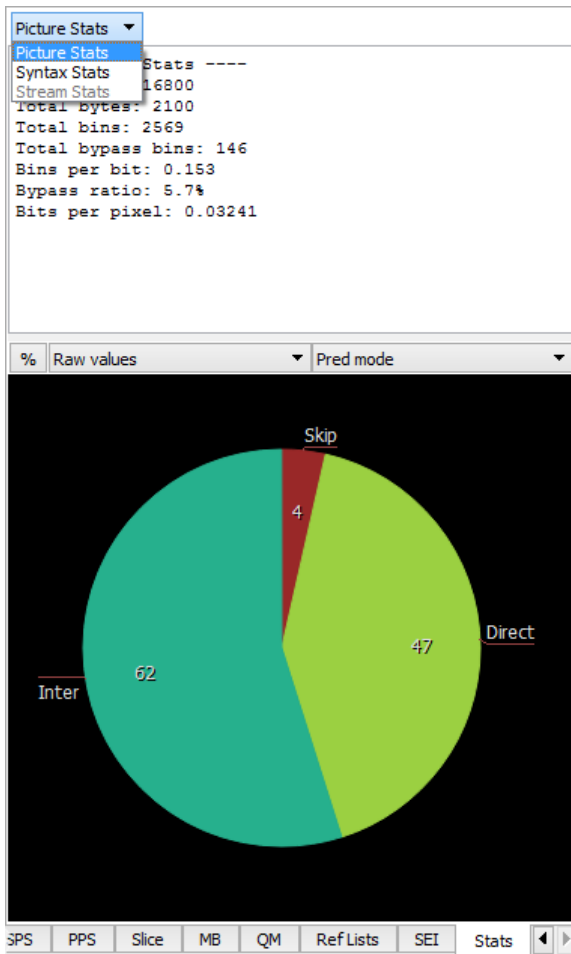 Picture Stats
Picture Stats
Syntax Stats
Stream Stats
Stats ----
16800
Total bytes: 2100
Total bins: 2569
Total bypass bins: 146
Bins per bit: 0.153
Bypass ratio: 5.7%
Bits per pixel: 0.03241
% Raw values Pred mode
Skip
4
Direct
47
62
Inter
SPS PPS Slice MB QM Ref Lists SEI Stats